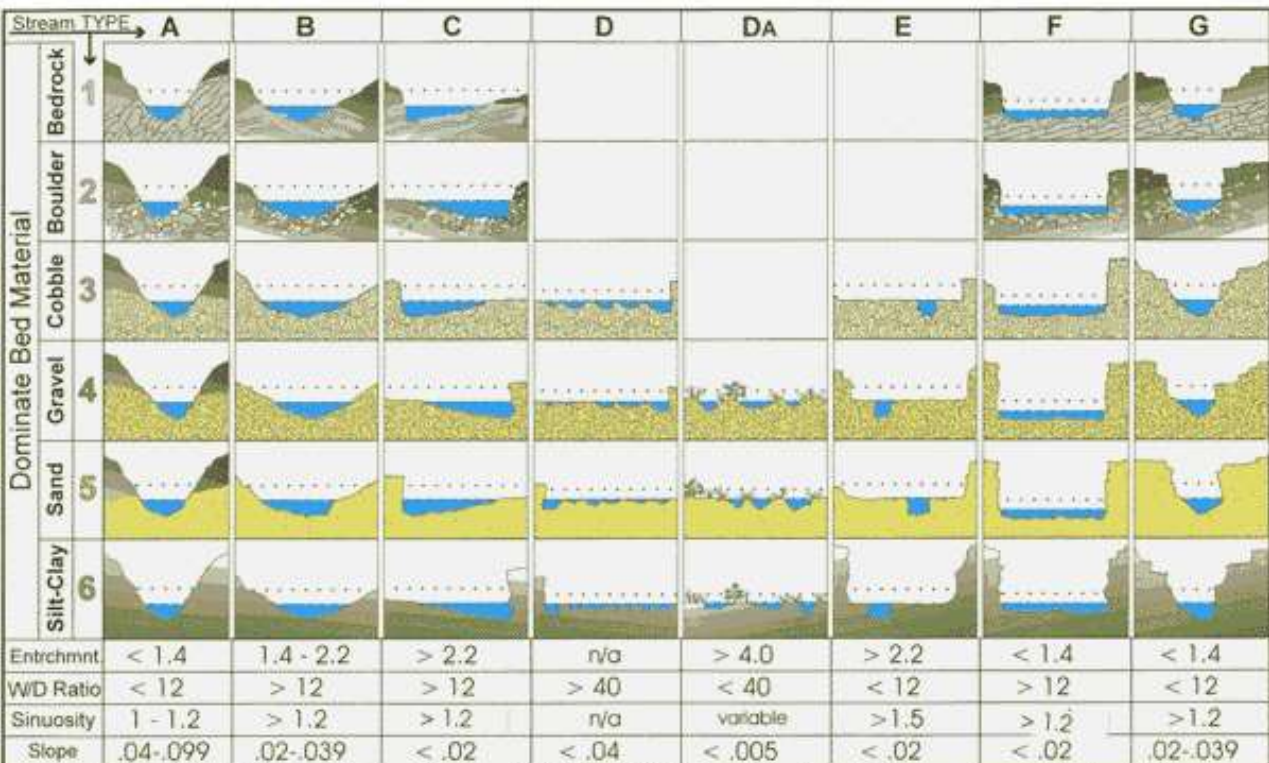 Stream TYPE A B C D DA E F G
Dominate Bed Material
Bedrock 1
Boulder 2
Cobble 3
Gravel 4
Sand 5
Silt-Clay 6
Entrchmnt. < 1.4 1.4 - 2.2 > 2.2 n/a > 4.0 > 2.2 < 1.4 < 1.4
W/D Ratio < 12 > 12 > 12 > 40 < 40 < 12 > 12 < 12
Sinuosity 1 - 1.2 > 1.2 > 1.2 n/a variable >1.5 >1.2 >1.2
Slope .04-.099 .02-.039 < .02 < .04 < .005 < .02 < .02 .02-.039